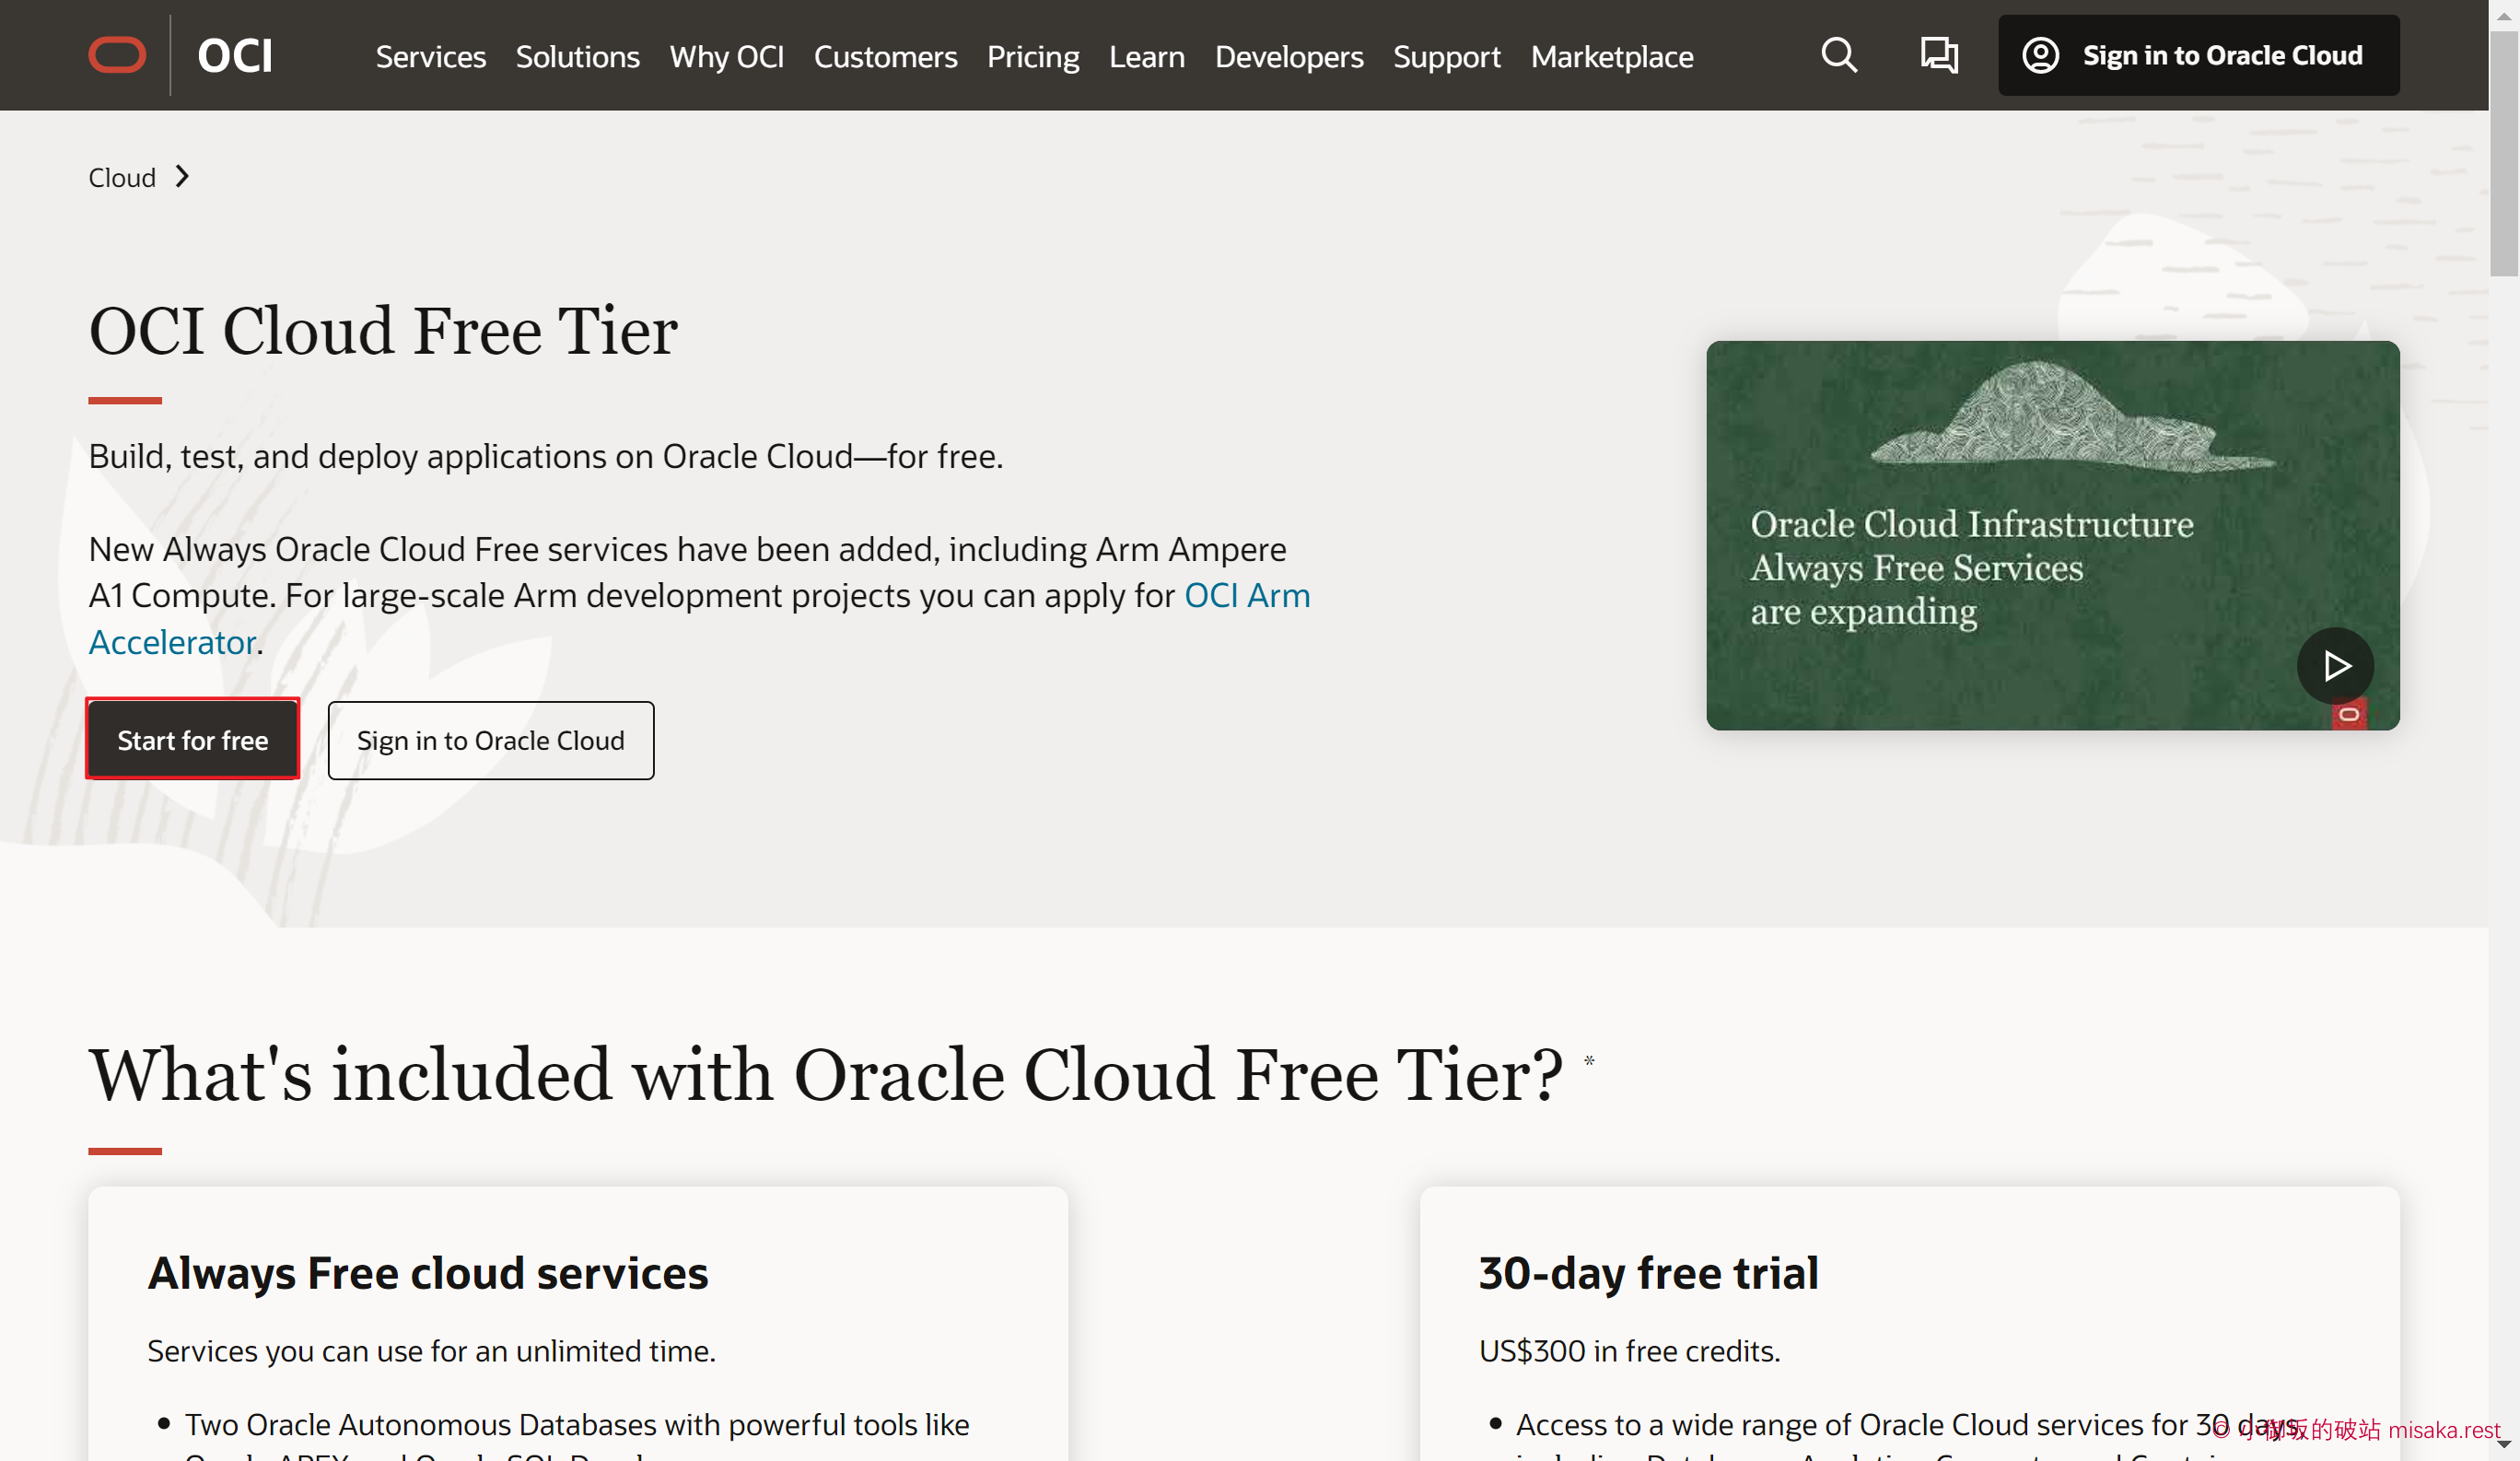 OCI
Services
Solutions
Why OCI
Customers
Pricing
Learn
Developers
Support
Marketplace
Sign in to Oracle Cloud
Cloud
OCI Cloud Free Tier
Build, test, and deploy applications on Oracle Cloud—for free.
New Always Oracle Cloud Free services have been added, including Arm Ampere
A1 Compute. For large-scale Arm development projects you can apply for OCI Arm
Accelerator.
Start for free
Sign in to Oracle Cloud
Oracle Cloud Infrastructure
Always Free Services
are expanding
What's included with Oracle Cloud Free Tier? *
Always Free cloud services
Services you can use for an unlimited time.
Two Oracle Autonomous Databases with powerful tools like
30-day free trial
US$300 in free credits.
Access to a wide range of Oracle Cloud services for 30 days,
© 小御坂的破站 misaka.rest